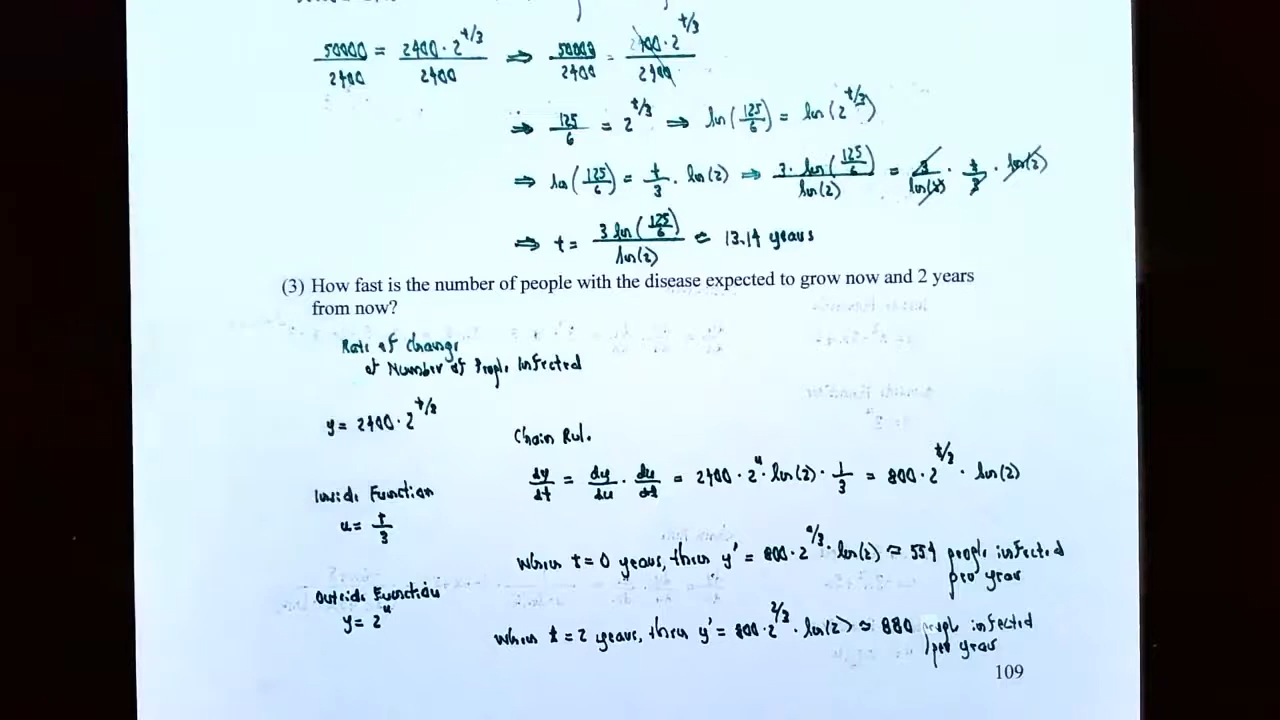 50000/2400 = 2400·2^(t/3)/2400 ⇒ 50000/2400 = 2400·2^(t/3)/2400
⇒ 125/6 = 2^(t/3) ⇒ ln(125/6) = ln(2^(t/3))
⇒ ln(125/6) = t/3 · ln(2) ⇒ 3·ln(125/6)/ln(2) = 3/ln(2) · t/3 · ln(2)
⇒ t = 3 ln(125/6)/ln(2) ≈ 13.14 years
(3) How fast is the number of people with the disease expected to grow now and 2 years
from now?
Rate of Change
of Number of People Infected
y = 2400·2^(t/3)
Chain Rule
dy/dt = dy/du · du/dt = 2400·2^u·ln(2)·1/3 = 800·2^(t/3)·ln(2)
Inside Function
u = t/3
When t=0 years, then y' = 800·2^(0/3)·ln(2) ≈ 554 people infected
per year
Outside Function
y = 2^u
When t=2 years, then y' = 800·2^(2/3)·ln(2) ≈ 880 people infected
per year
109